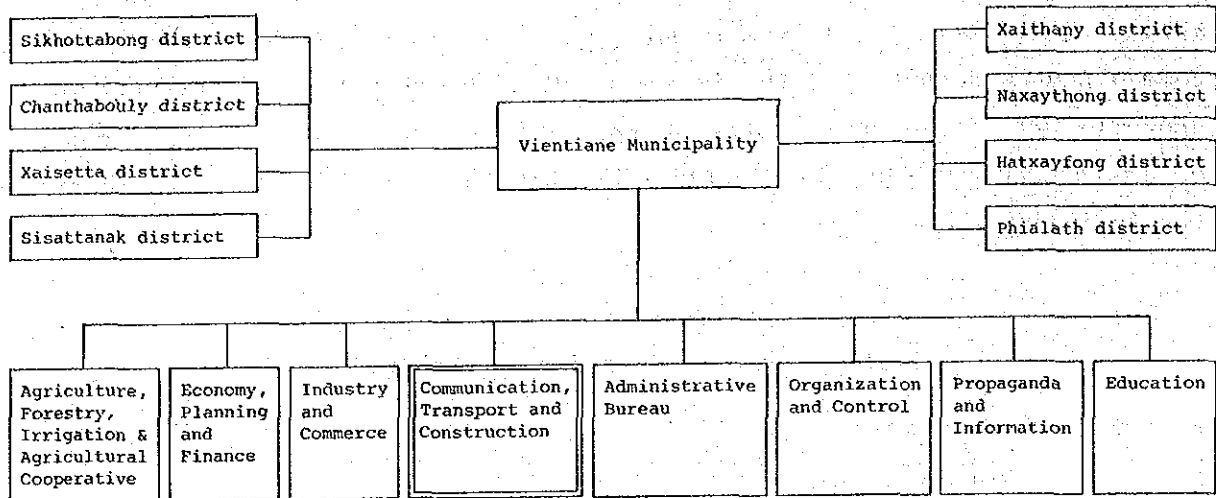 Sikhottabong district
Chanthabouly district
Xaisetta district
Sisattanak district
Vientiane Municipality
Xaithany district
Naxaythong district
Hatxayfong district
Phialath district
Agriculture,
Forestry,
Irrigation &
Agricultural
Cooperative
Economy,
Planning
and
Finance
Industry
and
Commerce
Communication,
Transport and
Construction
Administrative
Bureau
Organization
and Control
Propaganda
and
Information
Education